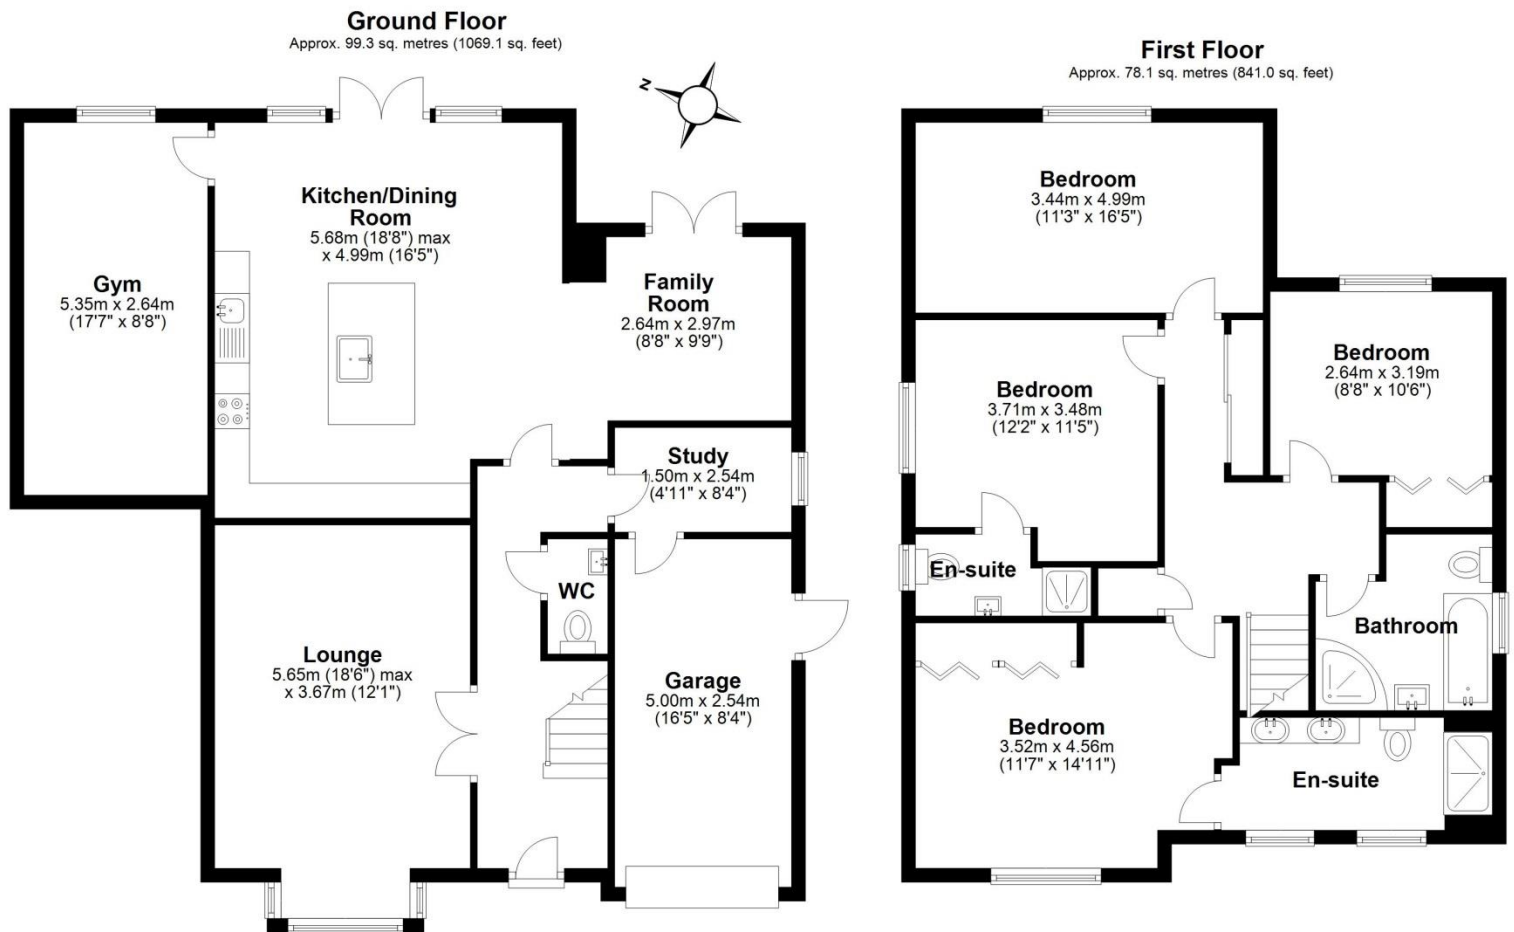 Ground Floor
Approx. 99.3 sq. metres (1069.1 sq. feet)
N
Kitchen/Dining
Room
5.68m (18'8") max
x 4.99m (16'5")
Gym
5.35m x 2.64m
(17'7" x 8'8")
Family
Room
2.64m x 2.97m
(8'8" x 9'9")
Study
1.50m x 2.54m
(4'11" x 8'4")
WC
Lounge
5.65m (18'6") max
x 3.67m (12'1")
Garage
5.00m x 2.54m
(16'5" x 8'4")
First Floor
Approx. 78.1 sq. metres (841.0 sq. feet)
Bedroom
3.44m x 4.99m
(11'3" x 16'5")
Bedroom
2.64m x 3.19m
(8'8" x 10'6")
Bedroom
3.71m x 3.48m
(12'2" x 11'5")
En-suite
Bathroom
Bedroom
3.52m x 4.56m
(11'7" x 14'11")
En-suite